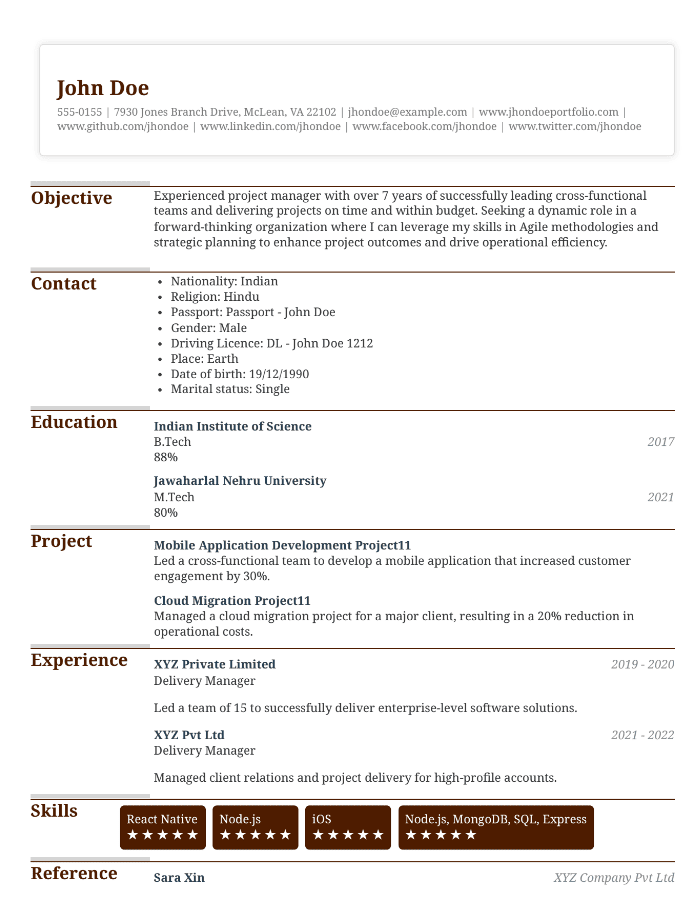 John Doe
555-0155 | 7930 Jones Branch Drive, McLean, VA 22102 | jhondoe@example.com | www.jhondoeportfolio.com |
www.github.com/jhondoe | www.linkedin.com/jhondoe | www.facebook.com/jhondoe | www.twitter.com/jhondoe
Objective
Experienced project manager with over 7 years of successfully leading cross-functional
teams and delivering projects on time and within budget. Seeking a dynamic role in a
forward-thinking organization where I can leverage my skills in Agile methodologies and
strategic planning to enhance project outcomes and drive operational efficiency.
Contact
• Nationality: Indian
• Religion: Hindu
• Passport: Passport - John Doe
• Gender: Male
• Driving Licence: DL - John Doe 1212
• Place: Earth
• Date of birth: 19/12/1990
• Marital status: Single
Education
Indian Institute of Science
B.Tech 2017
88%
Jawaharlal Nehru University
M.Tech 2021
80%
Project
Mobile Application Development Project11
Led a cross-functional team to develop a mobile application that increased customer
engagement by 30%.
Cloud Migration Project11
Managed a cloud migration project for a major client, resulting in a 20% reduction in
operational costs.
Experience
XYZ Private Limited 2019 - 2020
Delivery Manager
Led a team of 15 to successfully deliver enterprise-level software solutions.
XYZ Pvt Ltd 2021 - 2022
Delivery Manager
Managed client relations and project delivery for high-profile accounts.
Skills
React Native Node.js iOS Node.js, MongoDB, SQL, Express
★★★★★ ★★★★★ ★★★★★ ★★★★★
Reference
Sara Xin XYZ Company Pvt Ltd